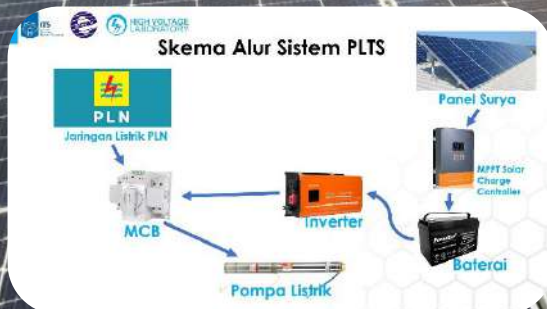 ITS
HIGH VOLTAGE
LABORATORY
Skema Alur Sistem PLTS
PLN
Jaringan Listrik PLN
Panel Surya
MPPT Solar
Charge
Controller
MCB
Inverter
Baterai
Pompa Listrik